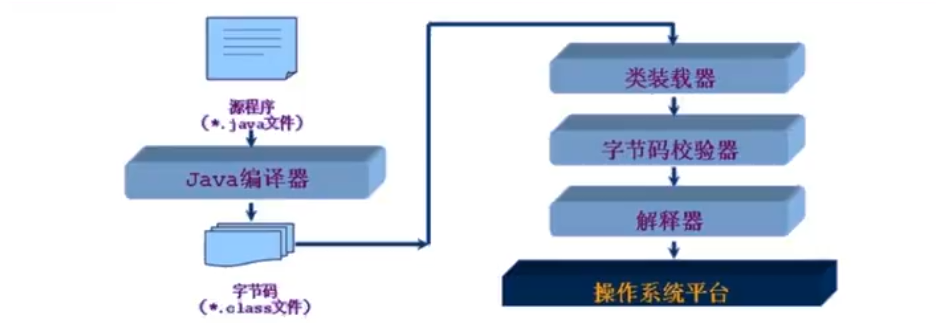 源程序
(*.java文件)
Java编译器
字节码
(*.class文件)
类装载器
字节码校验器
解释器
操作系统平台